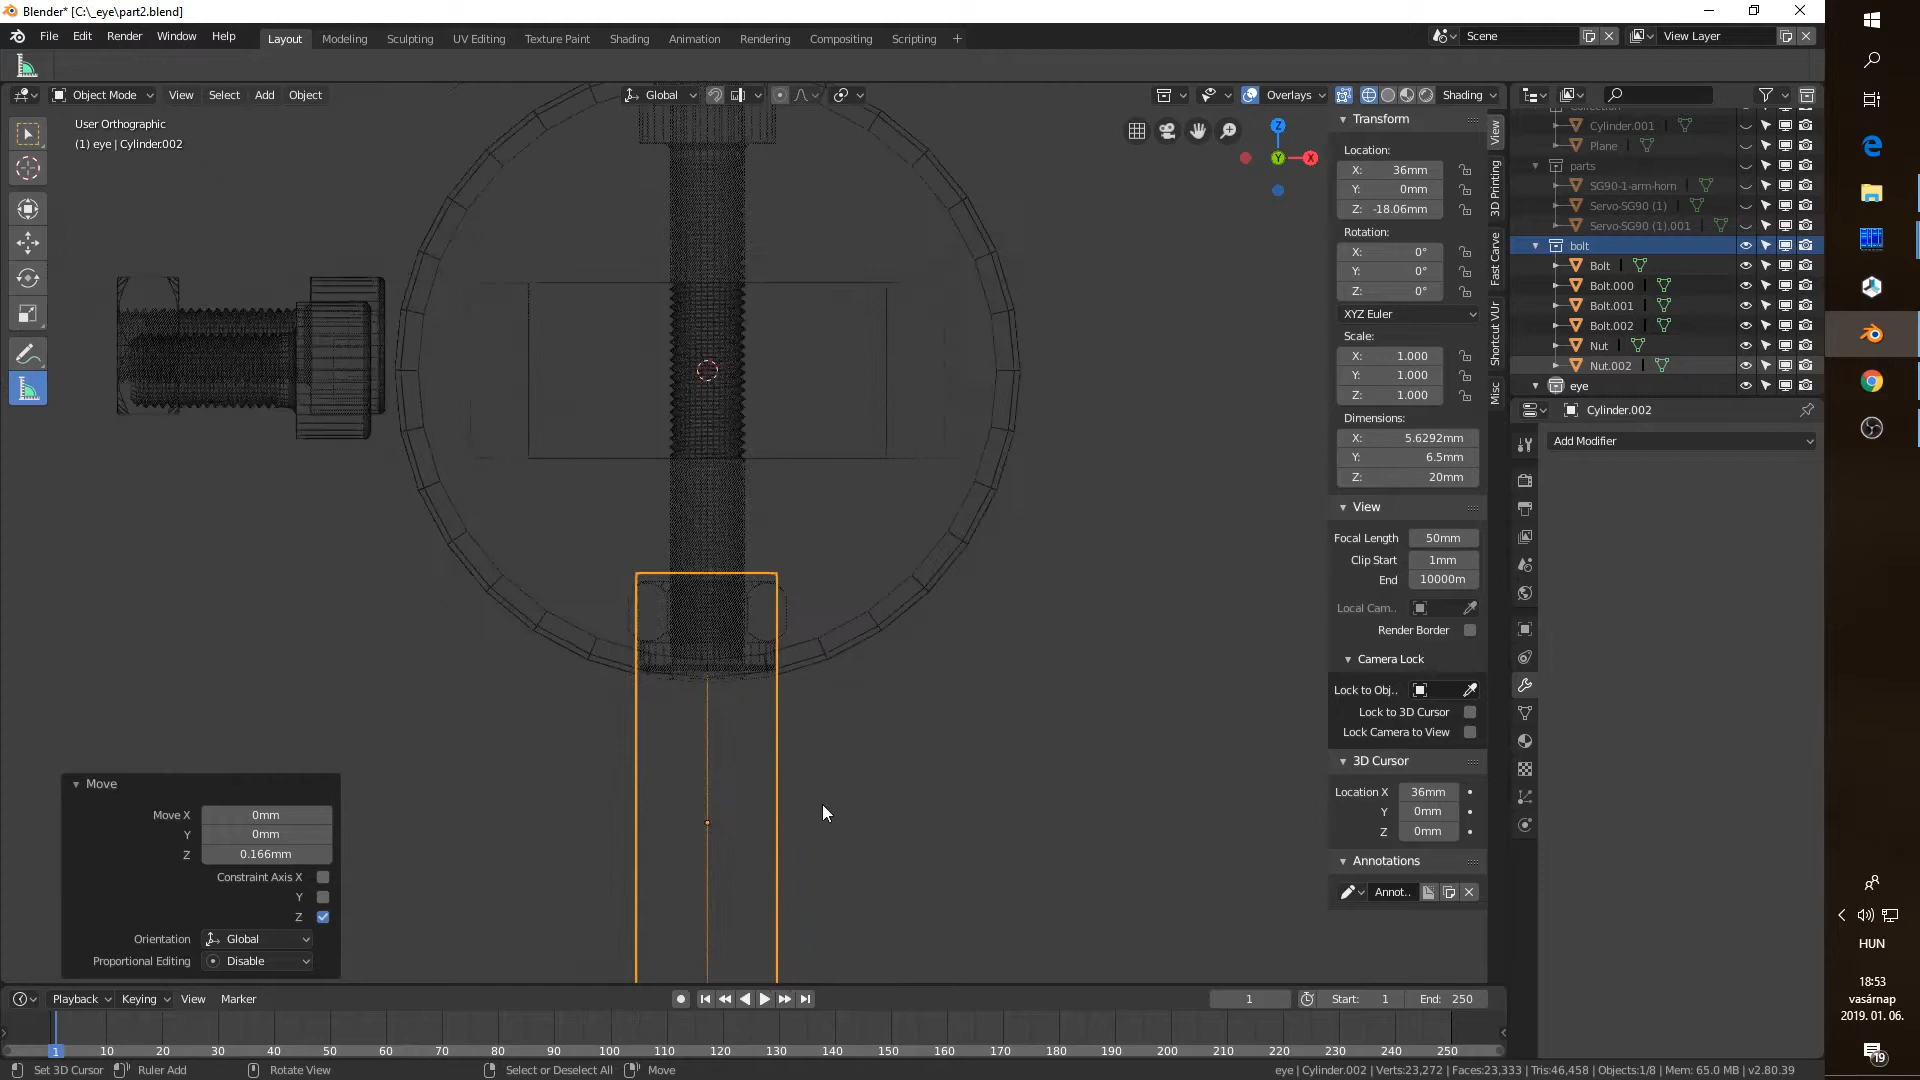 Blender* [C:\_eye\part2.blend]
File Edit Render Window Help
Layout Modeling Sculpting UV Editing Texture Paint Shading Animation Rendering Compositing Scripting +
Scene
View Layer
Object Mode View Select Add Object
Global
Overlays
Shading
User Orthographic
(1) eye | Cylinder.002
Z
Y
X
Transform
Location:
X: 36mm
Y: 0mm
Z: -18.06mm
Rotation:
X: 0°
Y: 0°
Z: 0°
XYZ Euler
Scale:
X: 1.000
Y: 1.000
Z: 1.000
Dimensions:
X: 5.6292mm
Y: 6.5mm
Z: 20mm
View
Focal Length 50mm
Clip Start 1mm
End 10000m
Local Cam..
Render Border
Camera Lock
Lock to Obj..
Lock to 3D Cursor
Lock Camera to View
3D Cursor
Location X 36mm
Y 0mm
Z 0mm
Annotations
Annot..
View
3D Printing
Fast Carve
Shortcut VUr
Misc
Cylinder.001
Plane
parts
SG90-1-arm-horn
Servo-SG90 (1)
Servo-SG90 (1).001
bolt
Bolt
Bolt.000
Bolt.001
Bolt.002
Nut
Nut.002
eye
Cylinder.002
Add Modifier
Move
Move X 0mm
Y 0mm
Z 0.166mm
Constraint Axis X
Y
Z
Orientation Global
Proportional Editing Disable
Playback Keying View Marker
1
Start: 1
End: 250
1 10 20 30 40 50 60 70 80 90 100 110 120 130 140 150 160 170 180 190 200 210 220 230 240 250
Set 3D Cursor Ruler Add Rotate View Select or Deselect All Move
eye | Cylinder.002 | Verts:23,272 | Faces:23,333 | Tris:46,458 | Objects:1/8 | Mem: 65.0 MB | v2.80.39
HUN
18:53
vasárnap
2019. 01. 06.
19